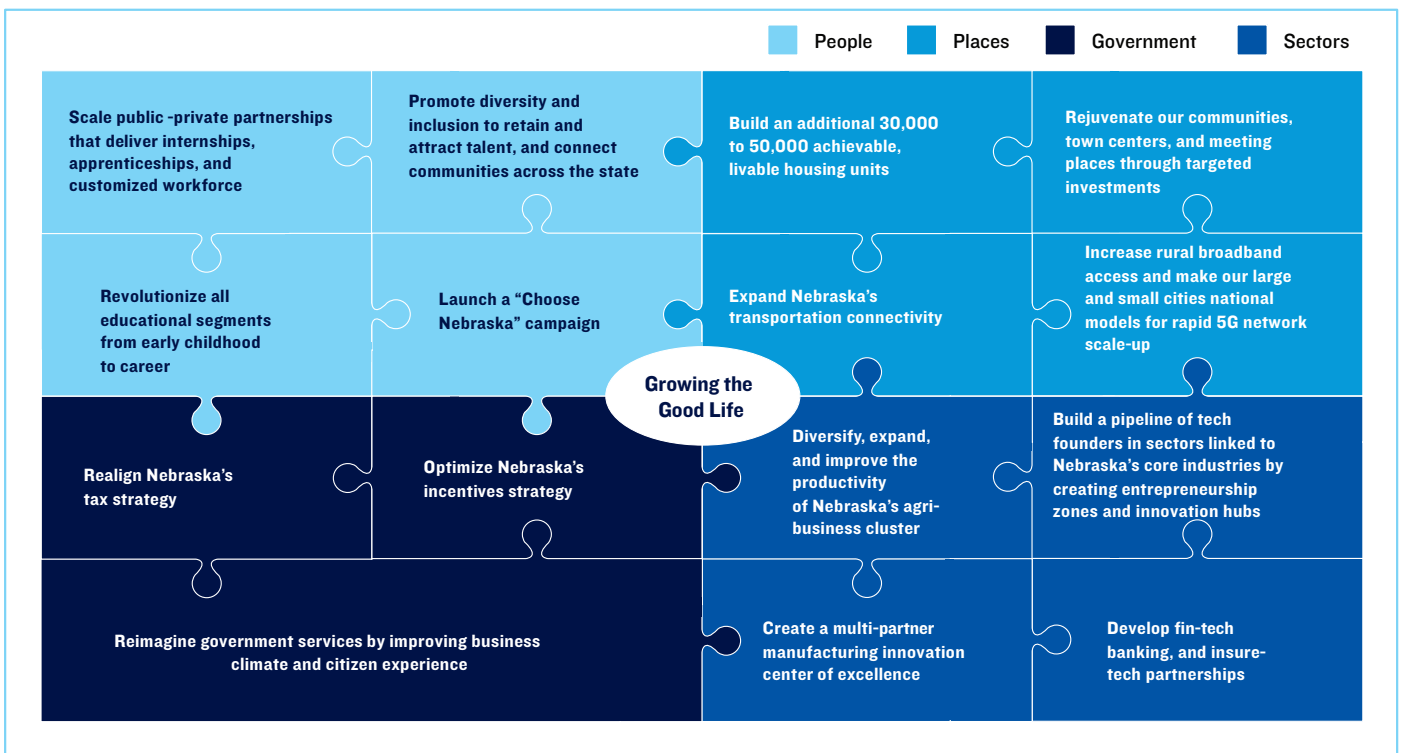 People
Places
Government
Sectors
Scale public -private partnerships
that deliver internships,
apprenticeships, and
customized workforce
Promote diversity and
inclusion to retain and
attract talent, and connect
communities across the state
Build an additional 30,000
to 50,000 achievable,
livable housing units
Rejuvenate our communities,
town centers, and meeting
places through targeted
investments
Revolutionize all
educational segments
from early childhood
to career
Launch a “Choose
Nebraska” campaign
Expand Nebraska’s
transportation connectivity
Increase rural broadband
access and make our large
and small cities national
models for rapid 5G network
scale-up
Growing the
Good Life
Realign Nebraska’s
tax strategy
Optimize Nebraska’s
incentives strategy
Diversify, expand,
and improve the
productivity
of Nebraska’s agri-
business cluster
Build a pipeline of tech
founders in sectors linked to
Nebraska’s core industries by
creating entrepreneurship
zones and innovation hubs
Reimagine government services by improving business
climate and citizen experience
Create a multi-partner
manufacturing innovation
center of excellence
Develop fin-tech
banking, and insure-
tech partnerships